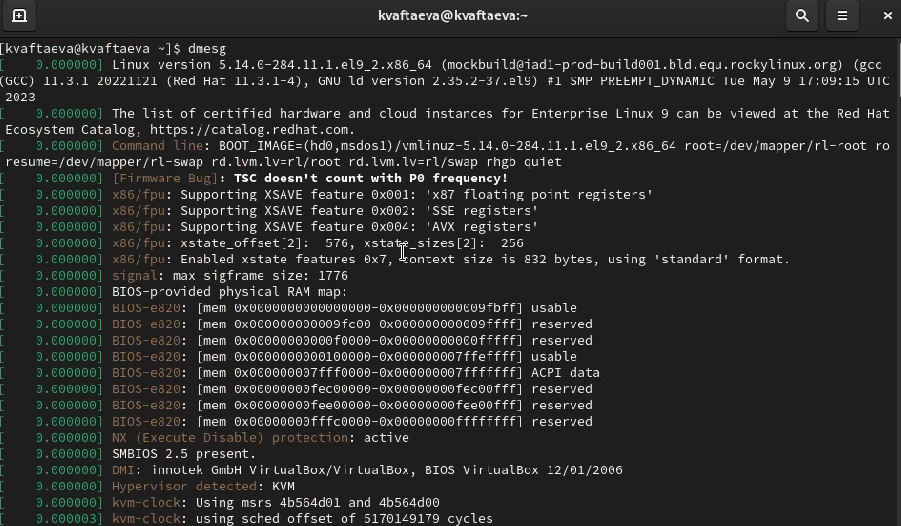 kvaftaeva@kvaftaeva:~
[kvaftaeva@kvaftaeva ~]$ dmesg
[    0.000000] Linux version 5.14.0-284.11.1.el9_2.x86_64 (mockbuild@iad1-prod-build001.bld.equ.rockylinux.org) (gcc
(GCC) 11.3.1 20221121 (Red Hat 11.3.1-4), GNU ld version 2.35.2-37.el9) #1 SMP PREEMPT_DYNAMIC Tue May 9 17:09:15 UTC
2023
[    0.000000] The list of certified hardware and cloud instances for Enterprise Linux 9 can be viewed at the Red Hat
Ecosystem Catalog, https://catalog.redhat.com.
[    0.000000] Command line: BOOT_IMAGE=(hd0,msdos1)/vmlinuz-5.14.0-284.11.1.el9_2.x86_64 root=/dev/mapper/rl-root ro
resume=/dev/mapper/rl-swap rd.lvm.lv=rl/root rd.lvm.lv=rl/swap rhgb quiet
[    0.000000] [Firmware Bug]: TSC doesn't count with P0 frequency!
[    0.000000] x86/fpu: Supporting XSAVE feature 0x001: 'x87 floating point registers'
[    0.000000] x86/fpu: Supporting XSAVE feature 0x002: 'SSE registers'
[    0.000000] x86/fpu: Supporting XSAVE feature 0x004: 'AVX registers'
[    0.000000] x86/fpu: xstate_offset[2]:  576, xstate_sizes[2]:  256
[    0.000000] x86/fpu: Enabled xstate features 0x7, context size is 832 bytes, using 'standard' format.
[    0.000000] signal: max sigframe size: 1776
[    0.000000] BIOS-provided physical RAM map:
[    0.000000] BIOS-e820: [mem 0x0000000000000000-0x000000000009fbff] usable
[    0.000000] BIOS-e820: [mem 0x000000000009fc00-0x000000000009ffff] reserved
[    0.000000] BIOS-e820: [mem 0x00000000000f0000-0x00000000000fffff] reserved
[    0.000000] BIOS-e820: [mem 0x0000000000100000-0x000000007ffeffff] usable
[    0.000000] BIOS-e820: [mem 0x000000007fff0000-0x000000007fffffff] ACPI data
[    0.000000] BIOS-e820: [mem 0x00000000fec00000-0x00000000fec00fff] reserved
[    0.000000] BIOS-e820: [mem 0x00000000fee00000-0x00000000fee00fff] reserved
[    0.000000] BIOS-e820: [mem 0x00000000fffc0000-0x00000000ffffffff] reserved
[    0.000000] NX (Execute Disable) protection: active
[    0.000000] SMBIOS 2.5 present.
[    0.000000] DMI: innotek GmbH VirtualBox/VirtualBox, BIOS VirtualBox 12/01/2006
[    0.000000] Hypervisor detected: KVM
[    0.000000] kvm-clock: Using msrs 4b564d01 and 4b564d00
[    0.000003] kvm-clock: using sched offset of 5170149179 cycles